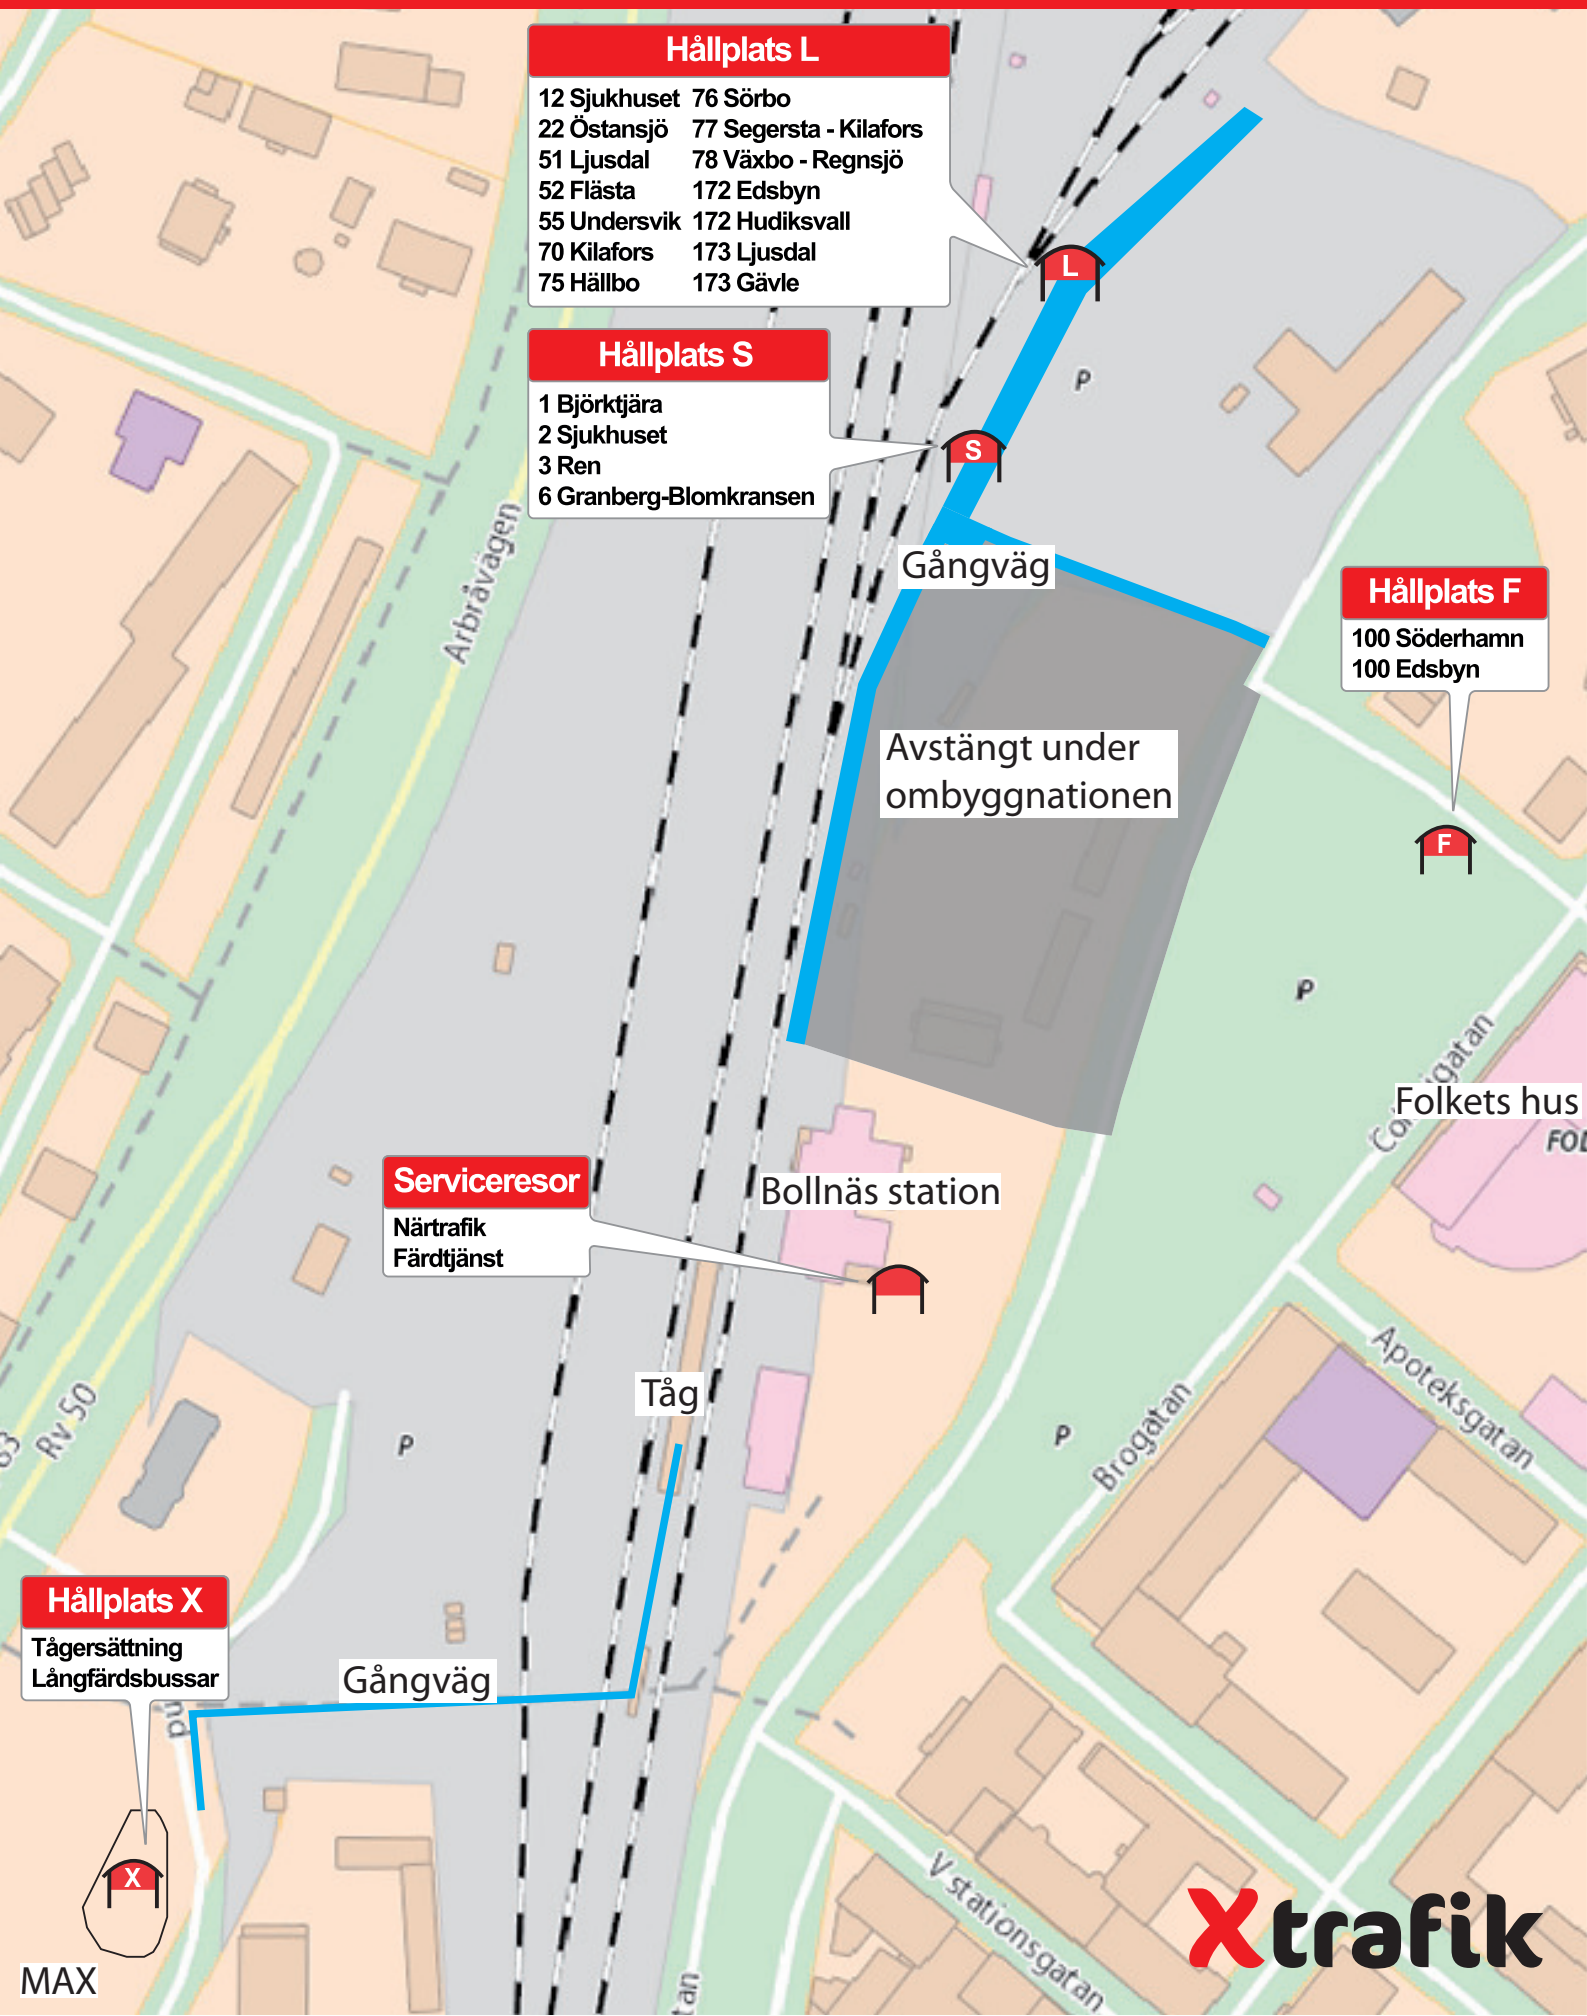 Hållplats L
12 Sjukhuset
22 Östansjö
51 Ljusdal
52 Flästa
55 Undersvik
70 Kilafors
75 Hällbo
76 Sörbo
77 Segersta - Kilafors
78 Växbo - Regnsjö
172 Edsbyn
172 Hudiksvall
173 Ljusdal
173 Gävle
L
Hållplats S
1 Björktjära
2 Sjukhuset
3 Ren
6 Granberg-Blomkransen
S
P
Arbråvägen
Gångväg
Hållplats F
100 Söderhamn
100 Edsbyn
F
Avstängt under
ombyggnationen
P
Folkets hus
Serviceresor
Närtrafik
Färdtjänst
Bollnäs station
Tåg
Rv 50
P
P
Brogatan
Apoteksgatan
Hållplats X
Tågersättning
Långfärdsbussar
Gångväg
X
MAX
V stationsgatan
tan
Xtrafik